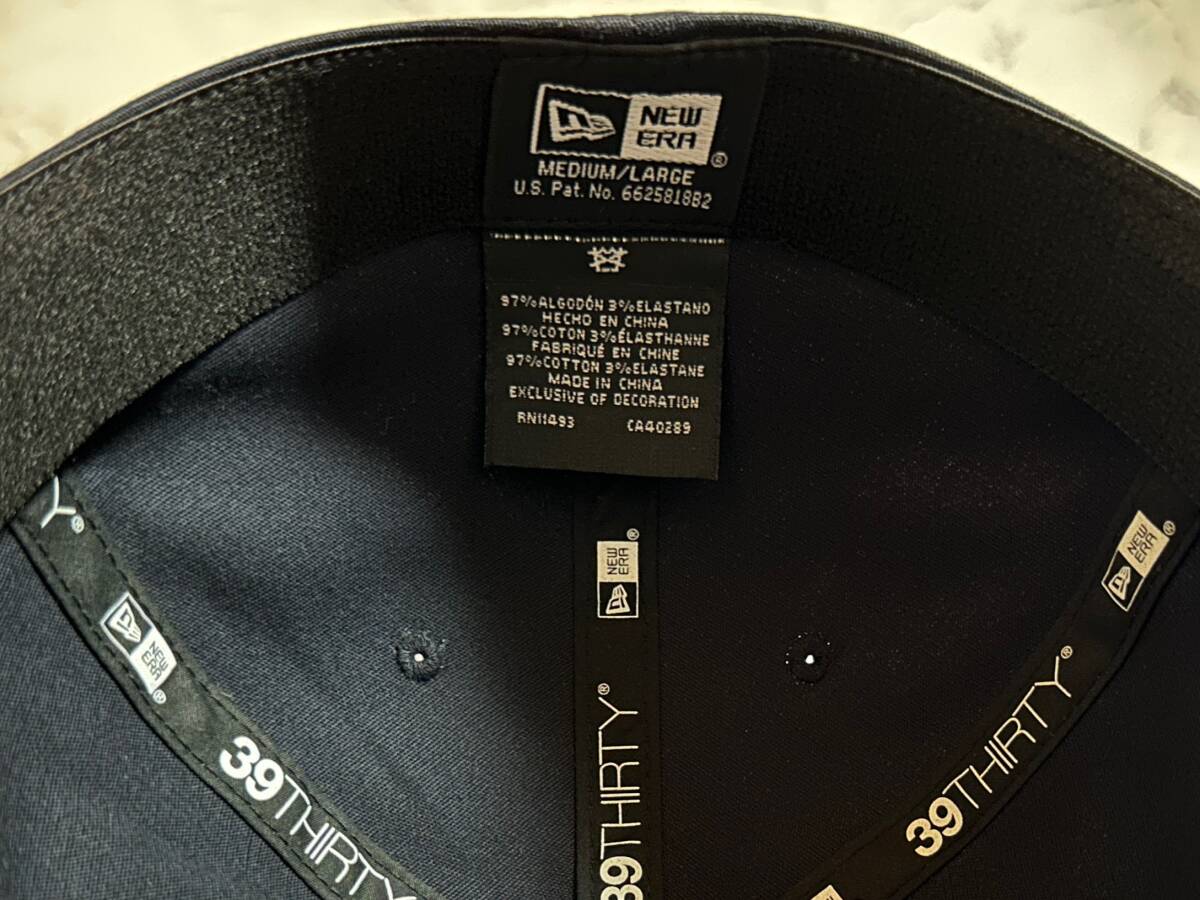 NEW
ERA
®
MEDIUM/LARGE
U.S. Pat. No. 6625818B2
97%ALGODÓN 3%ELASTANO
HECHO EN CHINA
97%COTON 3%ÉLASTHANNE
FABRIQUÉ EN CHINE
97%COTTON 3%ELASTANE
MADE IN CHINA
EXCLUSIVE OF DECORATION
RN11493 CA40289
Y®
NEW
ERA
®
39THIRTY
NEW
ERA
®
39THIRTY®
NEW
ERA
®
39THIRTY®